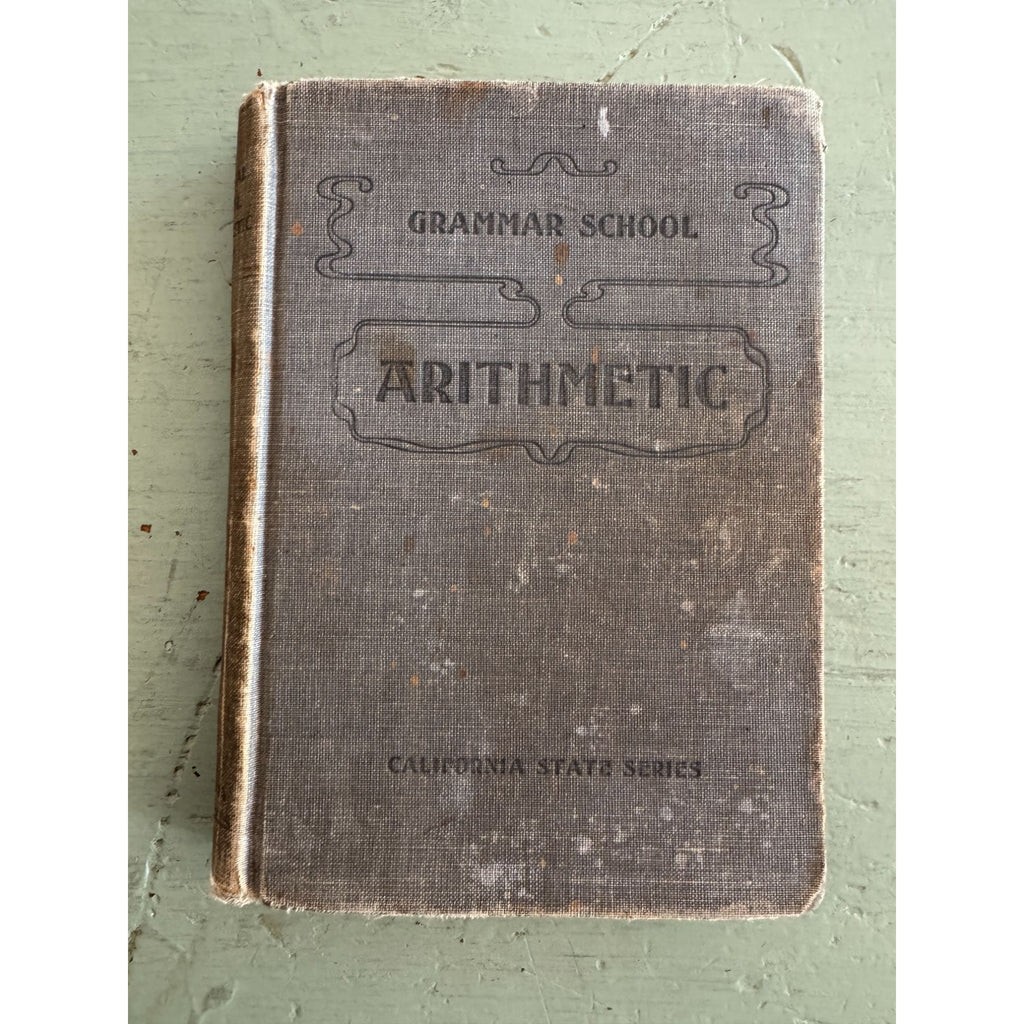 GRAMMAR SCHOOL
ARITHMETIC
CALIFORNIA STATE SERIES